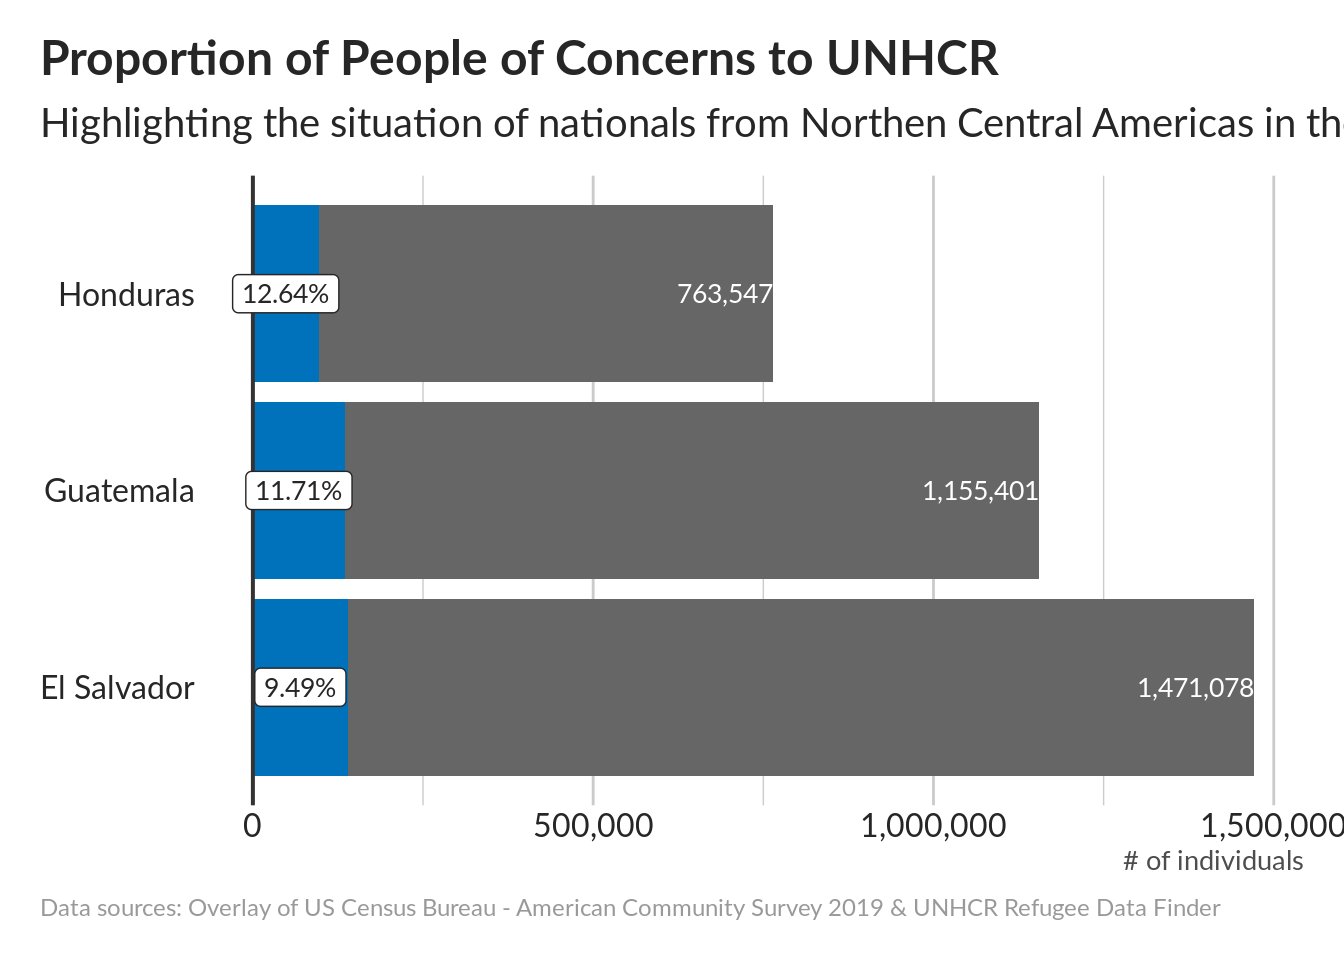 Proportion of People of Concerns to UNHCR
Highlighting the situation of nationals from Northen Central Americas in
Honduras
12.64%
763,547
Guatemala
11.71%
1,155,401
El Salvador
9.49%
1,471,078
0
500,000
1,000,000
1,500,000
# of individuals
Data sources: Overlay of US Census Bureau - American Community Survey 2019 & UNHCR Refugee Data Finder